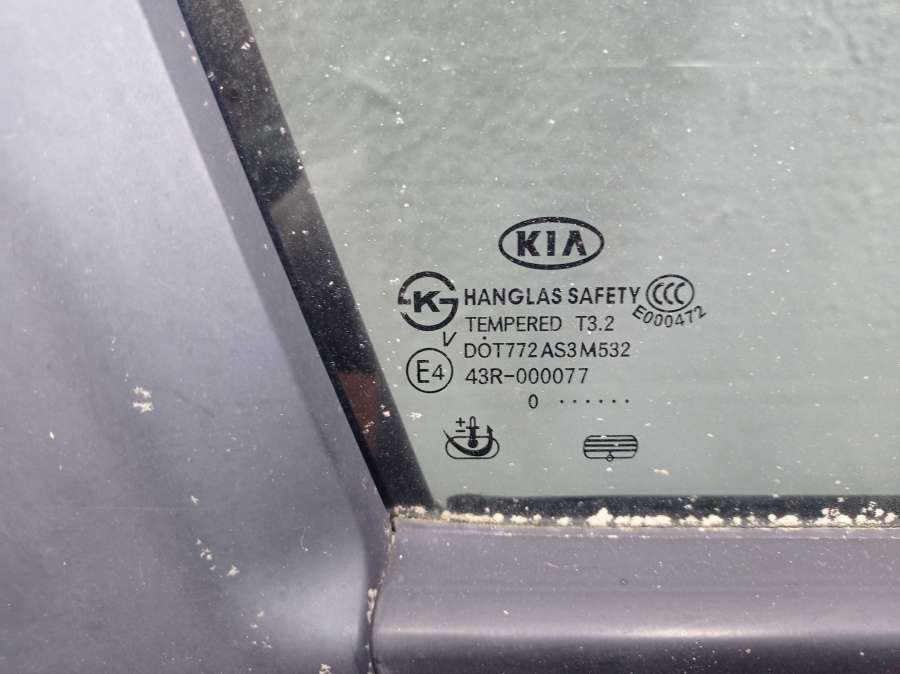 KIA
K
HANGLAS SAFETY
CCC
E000472
TEMPERED T3.2
V
DOT772 AS3 M532
E4
43R-000077
0 ······
+
−